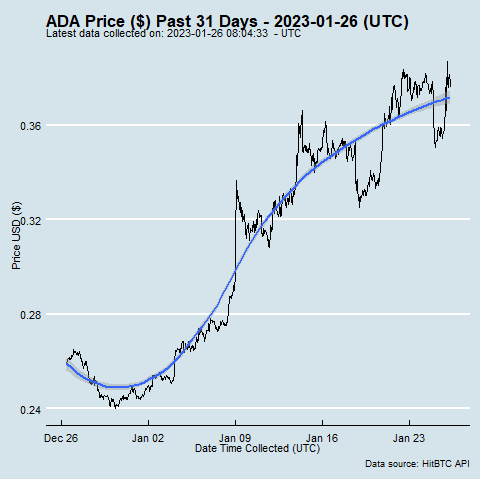 ADA Price ($) Past 31 Days - 2023-01-26 (UTC)
Latest data collected on: 2023-01-26 08:04:33 - UTC
Price USD ($)
0.36
0.32
0.28
0.24
Dec 26 Jan 02 Jan 09 Jan 16 Jan 23
Date Time Collected (UTC)
Data source: HitBTC API